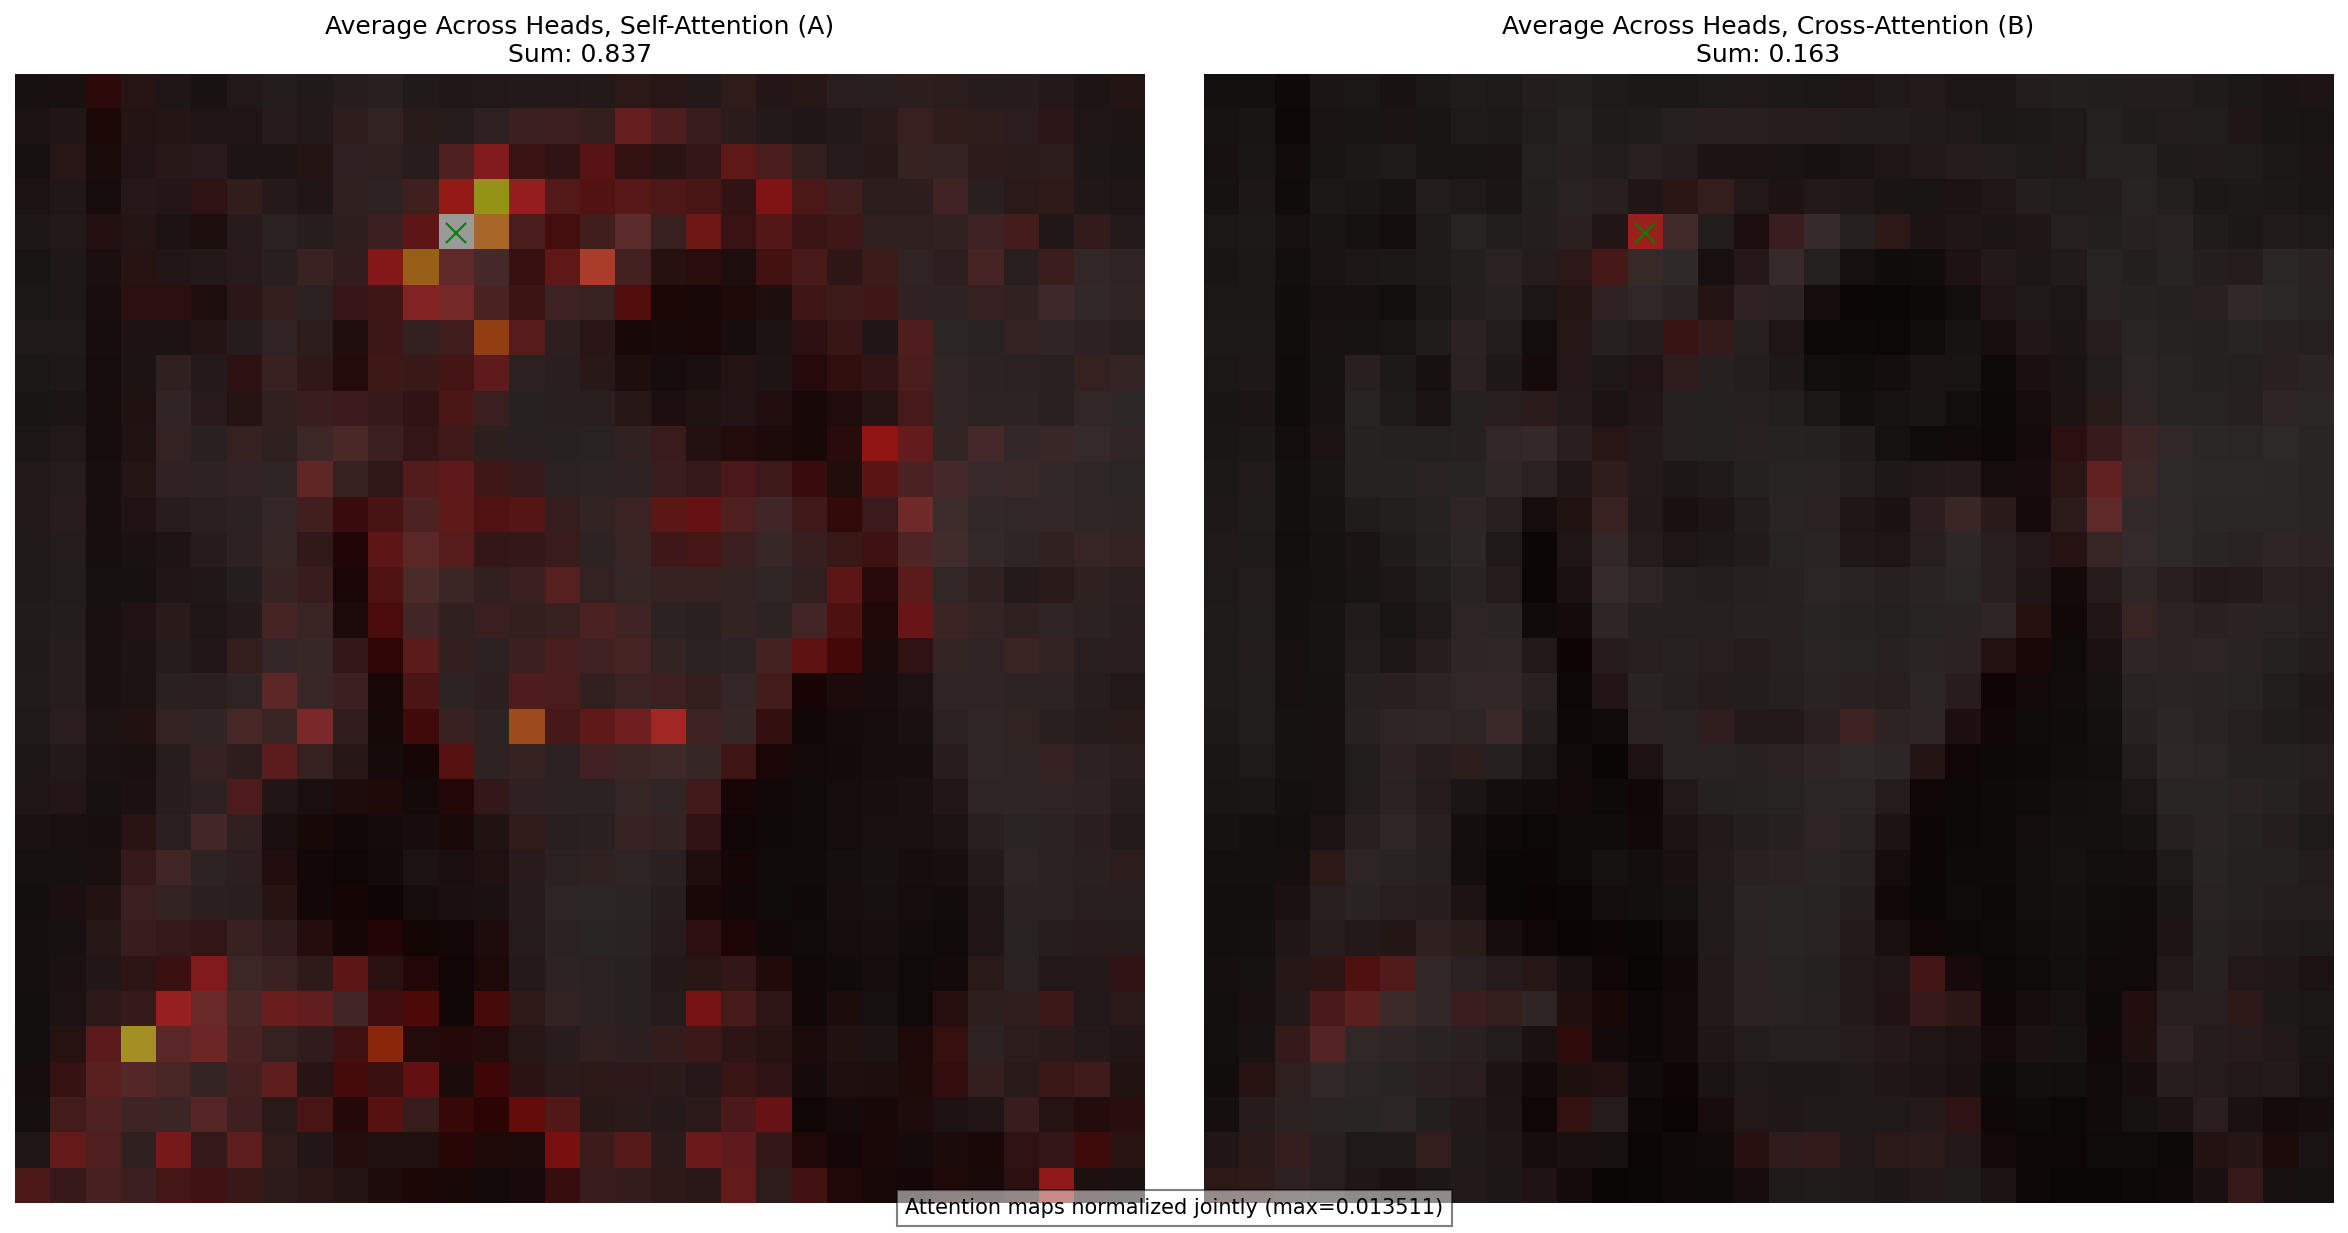 Average Across Heads, Self-Attention (A)
Sum: 0.837
Average Across Heads, Cross-Attention (B)
Sum: 0.163
Attention maps normalized jointly (max=0.013511)